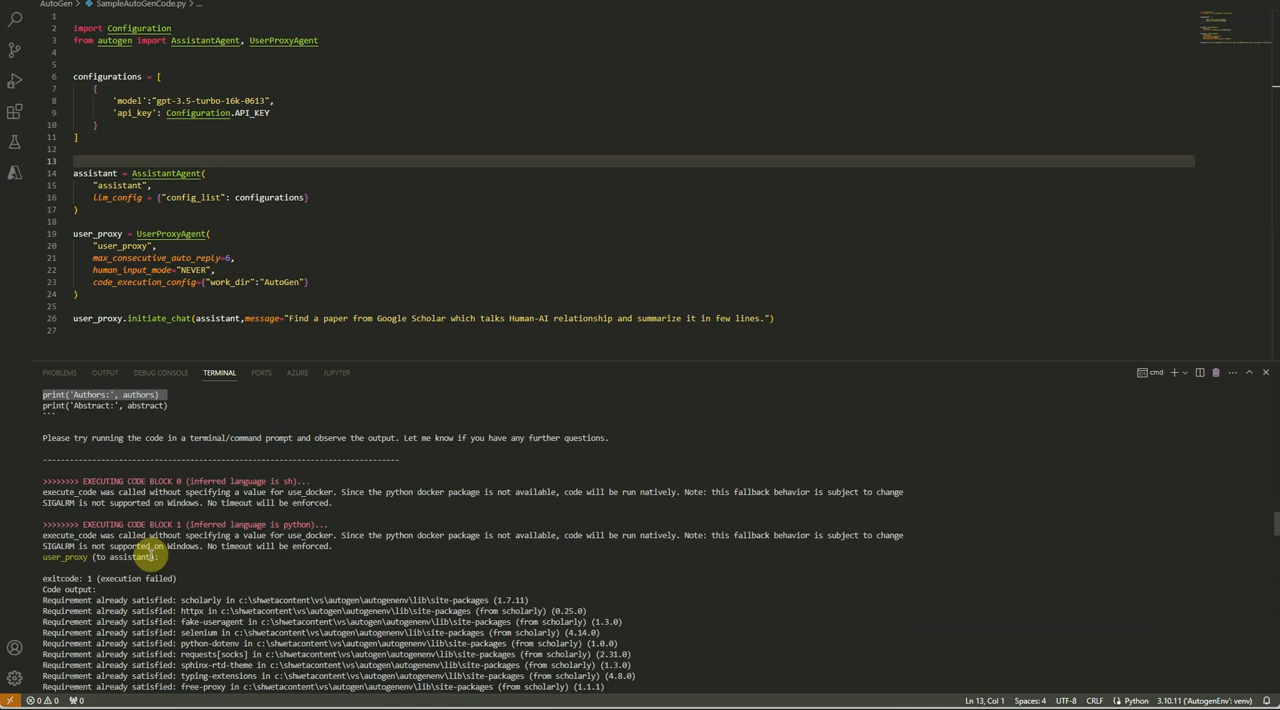 AutoGen > SampleAutoGenCode.py > ...
1
2 import Configuration
3 from autogen import AssistantAgent, UserProxyAgent
4
5
6 configurations = [
7 {
8 'model':"gpt-3.5-turbo-16k-0613",
9 'api_key': Configuration.API_KEY
10 }
11 ]
12
13
14 assistant = AssistantAgent(
15 "assistant",
16 llm_config = {"config_list": configurations}
17 )
18
19 user_proxy = UserProxyAgent(
20 "user_proxy",
21 max_consecutive_auto_reply=6,
22 human_input_mode="NEVER",
23 code_execution_config={"work_dir":"AutoGen"}
24 )
25
26 user_proxy.initiate_chat(assistant,message="Find a paper from Google Scholar which talks Human-AI relationship and summarize it in few lines.")
27
PROBLEMS OUTPUT DEBUG CONSOLE TERMINAL PORTS AZURE JUPYTER cmd
print('Authors:', authors)
print('Abstract:', abstract)
```
Please try running the code in a terminal/command prompt and observe the output. Let me know if you have any further questions.
--------------------------------------------------------------------------------
>>>>>>>> EXECUTING CODE BLOCK 0 (inferred language is sh)...
execute_code was called without specifying a value for use_docker. Since the python docker package is not available, code will be run natively. Note: this fallback behavior is subject to change
SIGALRM is not supported on Windows. No timeout will be enforced.
>>>>>>>> EXECUTING CODE BLOCK 1 (inferred language is python)...
execute_code was called without specifying a value for use_docker. Since the python docker package is not available, code will be run natively. Note: this fallback behavior is subject to change
SIGALRM is not supported on Windows. No timeout will be enforced.
user_proxy (to assistant):
exitcode: 1 (execution failed)
Code output:
Requirement already satisfied: scholarly in c:\shwetacontent\vs\autogen\autogenenv\lib\site-packages (1.7.11)
Requirement already satisfied: httpx in c:\shwetacontent\vs\autogen\autogenenv\lib\site-packages (from scholarly) (0.25.0)
Requirement already satisfied: fake-useragent in c:\shwetacontent\vs\autogen\autogenenv\lib\site-packages (from scholarly) (1.3.0)
Requirement already satisfied: selenium in c:\shwetacontent\vs\autogen\autogenenv\lib\site-packages (from scholarly) (4.14.0)
Requirement already satisfied: python-dotenv in c:\shwetacontent\vs\autogen\autogenenv\lib\site-packages (from scholarly) (1.0.0)
Requirement already satisfied: requests[socks] in c:\shwetacontent\vs\autogen\autogenenv\lib\site-packages (from scholarly) (2.31.0)
Requirement already satisfied: sphinx-rtd-theme in c:\shwetacontent\vs\autogen\autogenenv\lib\site-packages (from scholarly) (1.3.0)
Requirement already satisfied: typing-extensions in c:\shwetacontent\vs\autogen\autogenenv\lib\site-packages (from scholarly) (4.8.0)
Requirement already satisfied: free-proxy in c:\shwetacontent\vs\autogen\autogenenv\lib\site-packages (from scholarly) (1.1.1)
0 0 0 Ln 13, Col 1 Spaces: 4 UTF-8 CRLF Python 3.10.11 ('AutogenEnv': venv)